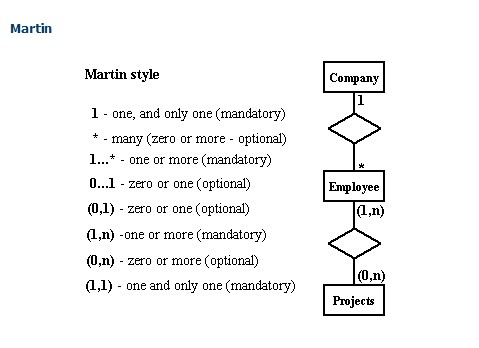 Martin
Martin style
1 - one, and only one (mandatory)
* - many (zero or more - optional)
1...* - one or more (mandatory)
0...1 - zero or one (optional)
(0,1) - zero or one (optional)
(1,n) -one or more (mandatory)
(0,n) - zero or more (optional)
(1,1) - one and only one (mandatory)
Company
1
*
Employee
(1,n)
(0,n)
Projects